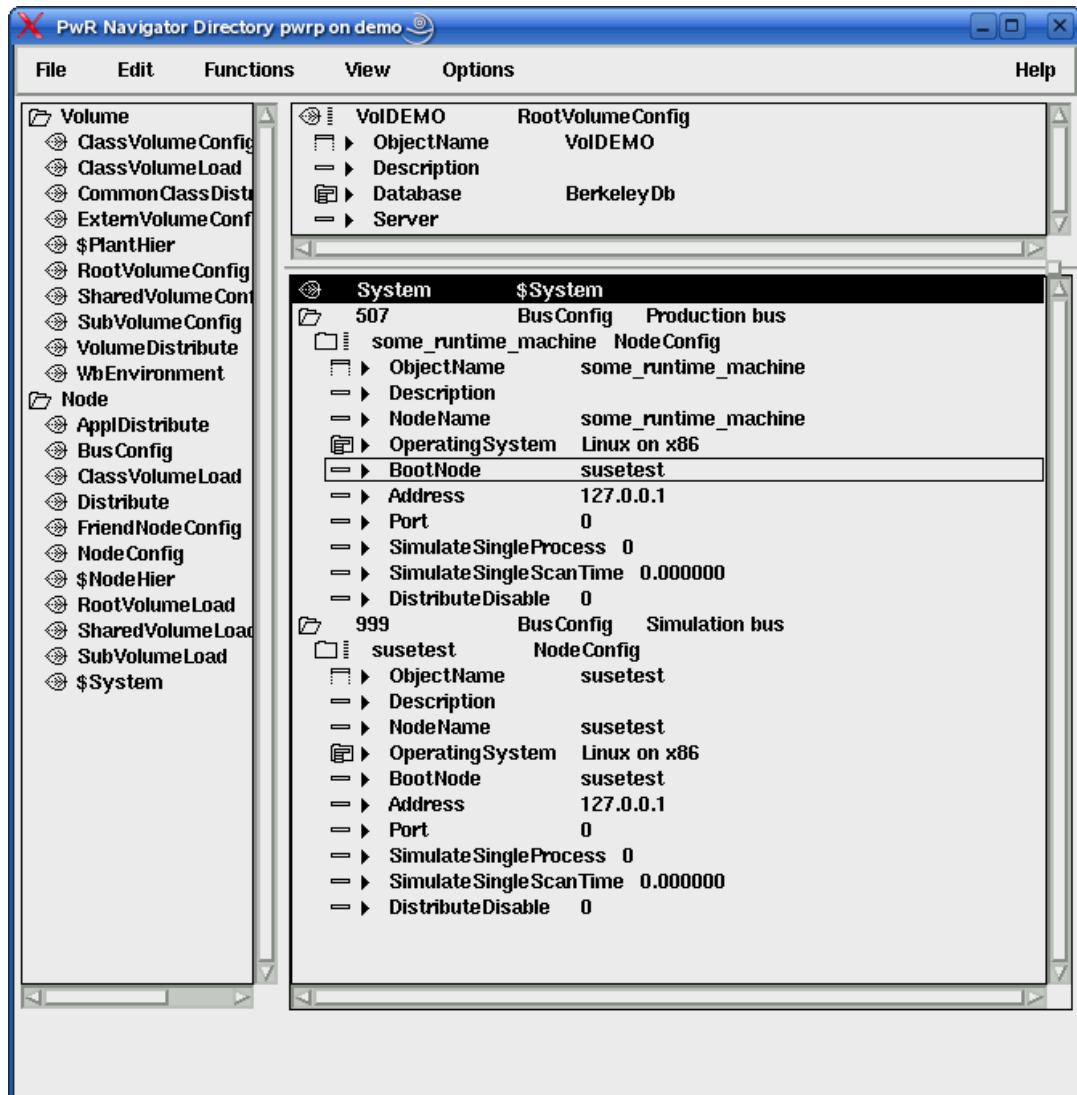 PwR Navigator Directory pwrp on demo
File Edit Functions View Options Help
Volume
ClassVolumeConfig
ClassVolumeLoad
CommonClassDistr
ExternVolumeConf
$PlantHier
RootVolumeConfig
SharedVolumeConf
SubVolumeConfig
VolumeDistribute
WbEnvironment
Node
ApplDistribute
BusConfig
ClassVolumeLoad
Distribute
FriendNodeConfig
NodeConfig
$NodeHier
RootVolumeLoad
SharedVolumeLoad
SubVolumeLoad
$System
VolDEMO RootVolumeConfig
ObjectName VolDEMO
Description
Database BerkeleyDb
Server
System $System
507 BusConfig Production bus
some_runtime_machine NodeConfig
ObjectName some_runtime_machine
Description
NodeName some_runtime_machine
OperatingSystem Linux on x86
BootNode susetest
Address 127.0.0.1
Port 0
SimulateSingleProcess 0
SimulateSingleScanTime 0.000000
DistributeDisable 0
999 BusConfig Simulation bus
susetest NodeConfig
ObjectName susetest
Description
NodeName susetest
OperatingSystem Linux on x86
BootNode susetest
Address 127.0.0.1
Port 0
SimulateSingleProcess 0
SimulateSingleScanTime 0.000000
DistributeDisable 0